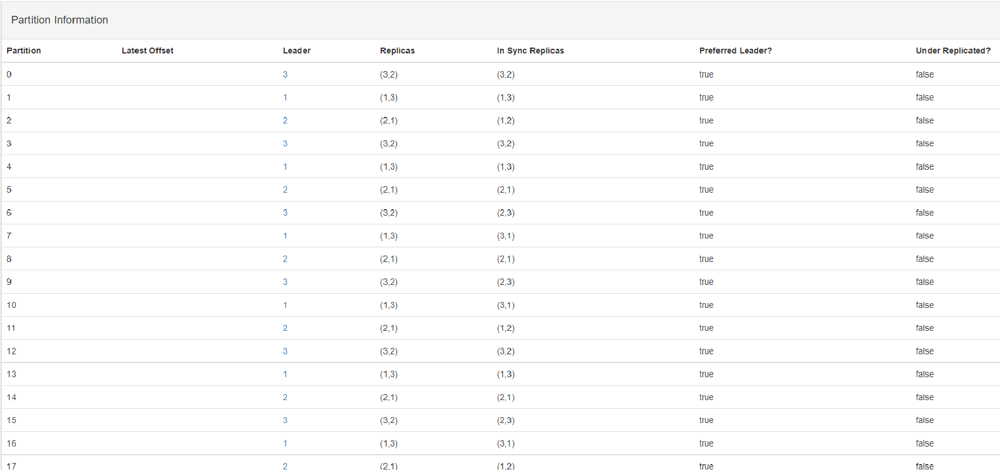 Partition Information
Partition Latest Offset Leader Replicas In Sync Replicas Preferred Leader? Under Replicated?
0 3 (3,2) (3,2) true false
1 1 (1,3) (1,3) true false
2 2 (2,1) (1,2) true false
3 3 (3,2) (3,2) true false
4 1 (1,3) (1,3) true false
5 2 (2,1) (2,1) true false
6 3 (3,2) (2,3) true false
7 1 (1,3) (3,1) true false
8 2 (2,1) (2,1) true false
9 3 (3,2) (2,3) true false
10 1 (1,3) (3,1) true false
11 2 (2,1) (1,2) true false
12 3 (3,2) (3,2) true false
13 1 (1,3) (1,3) true false
14 2 (2,1) (2,1) true false
15 3 (3,2) (2,3) true false
16 1 (1,3) (3,1) true false
17 2 (2,1) (1,2) true false